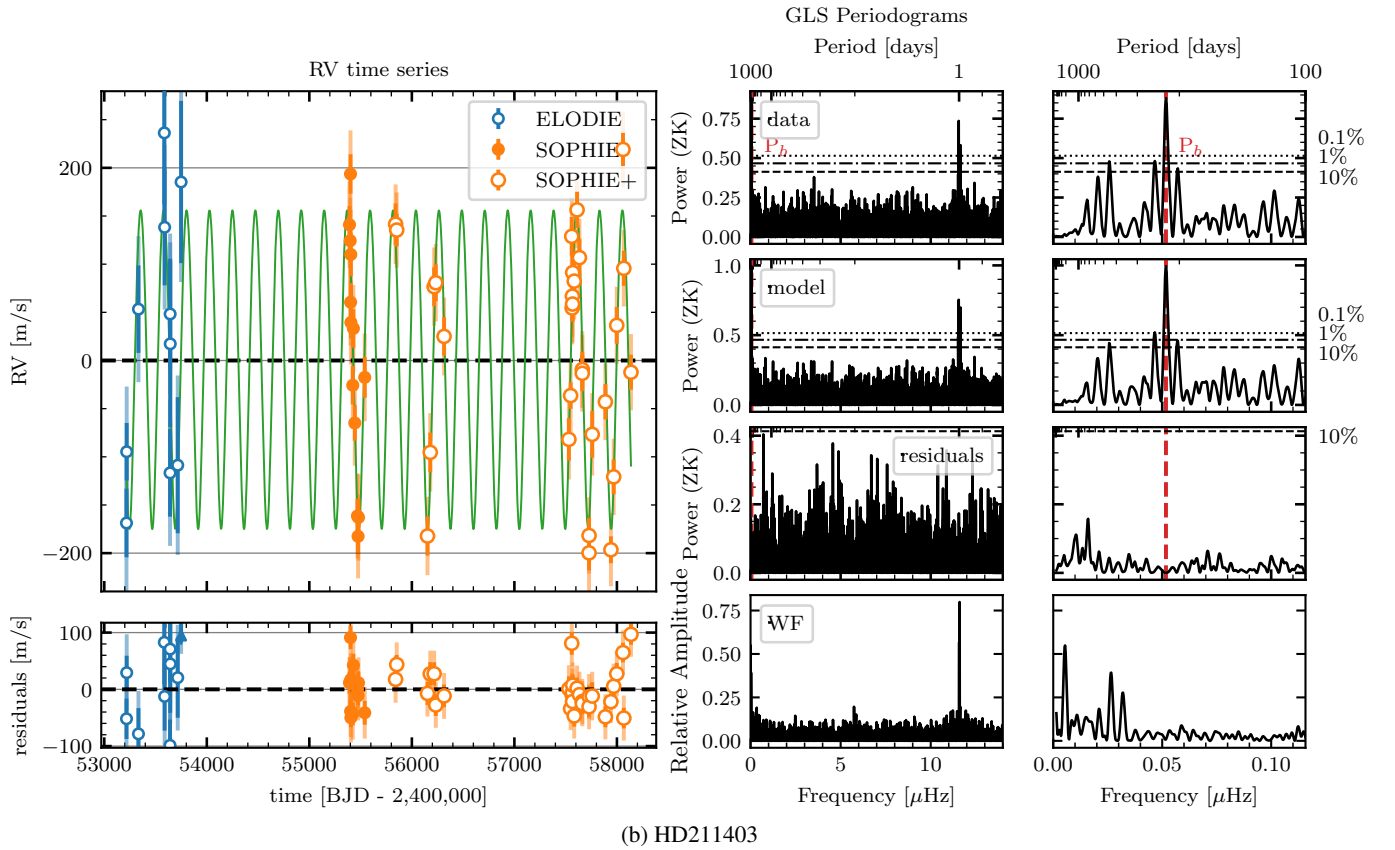 GLS Periodograms
RV time series
Period [days]
Period [days]
1000
1
1000
100
ELODIE
SOPHIE
SOPHIE+
200
0
−200
RV [m/s]
data
P_b
P_b
0.75
0.50
0.25
0.00
Power (ZK)
0.1%
1%
10%
model
1.0
0.5
0.0
Power (ZK)
0.1%
1%
10%
residuals
0.4
0.2
0.0
Power (ZK)
10%
WF
0.75
0.50
0.25
0.00
Relative Amplitude
100
0
−100
residuals [m/s]
53000
54000
55000
56000
57000
58000
time [BJD - 2,400,000]
0
5
10
Frequency [μHz]
0.00
0.05
0.10
Frequency [μHz]
(b) HD211403